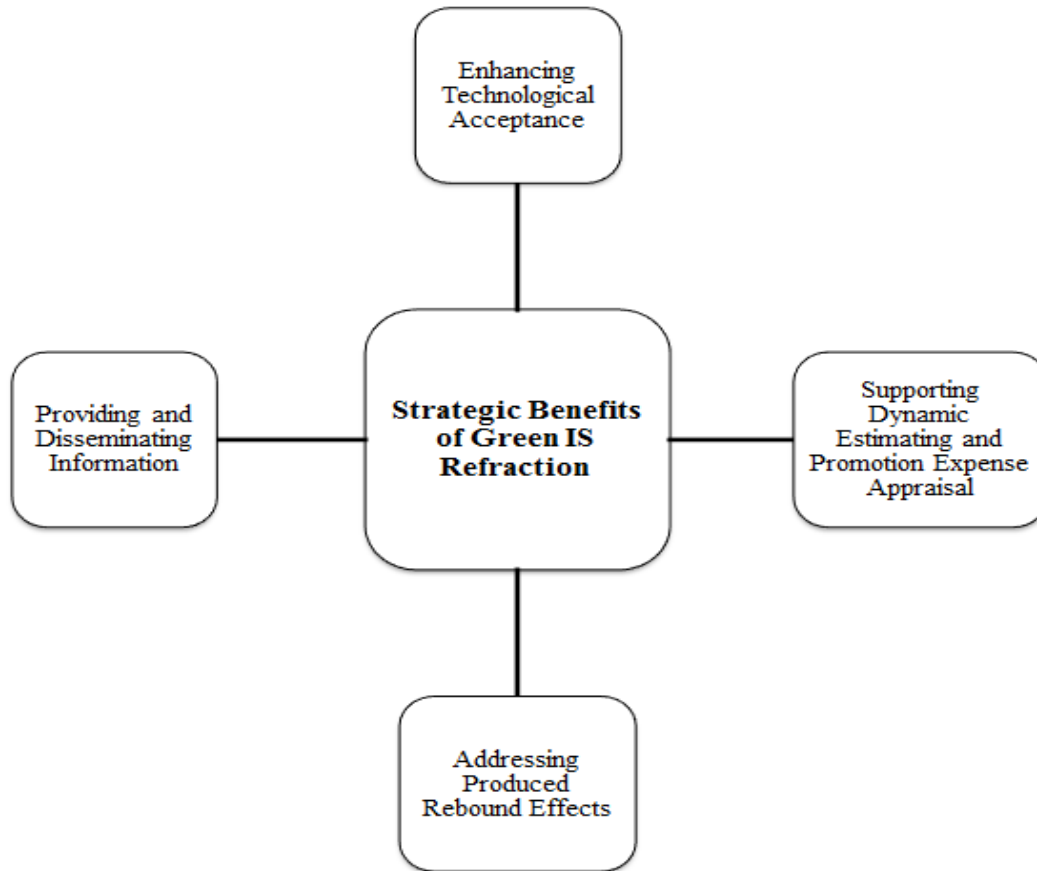 Enhancing
Technological
Acceptance
Providing and
Disseminating
Information
Strategic Benefits
of Green IS
Refraction
Supporting
Dynamic
Estimating and
Promotion Expense
Appraisal
Addressing
Produced
Rebound Effects